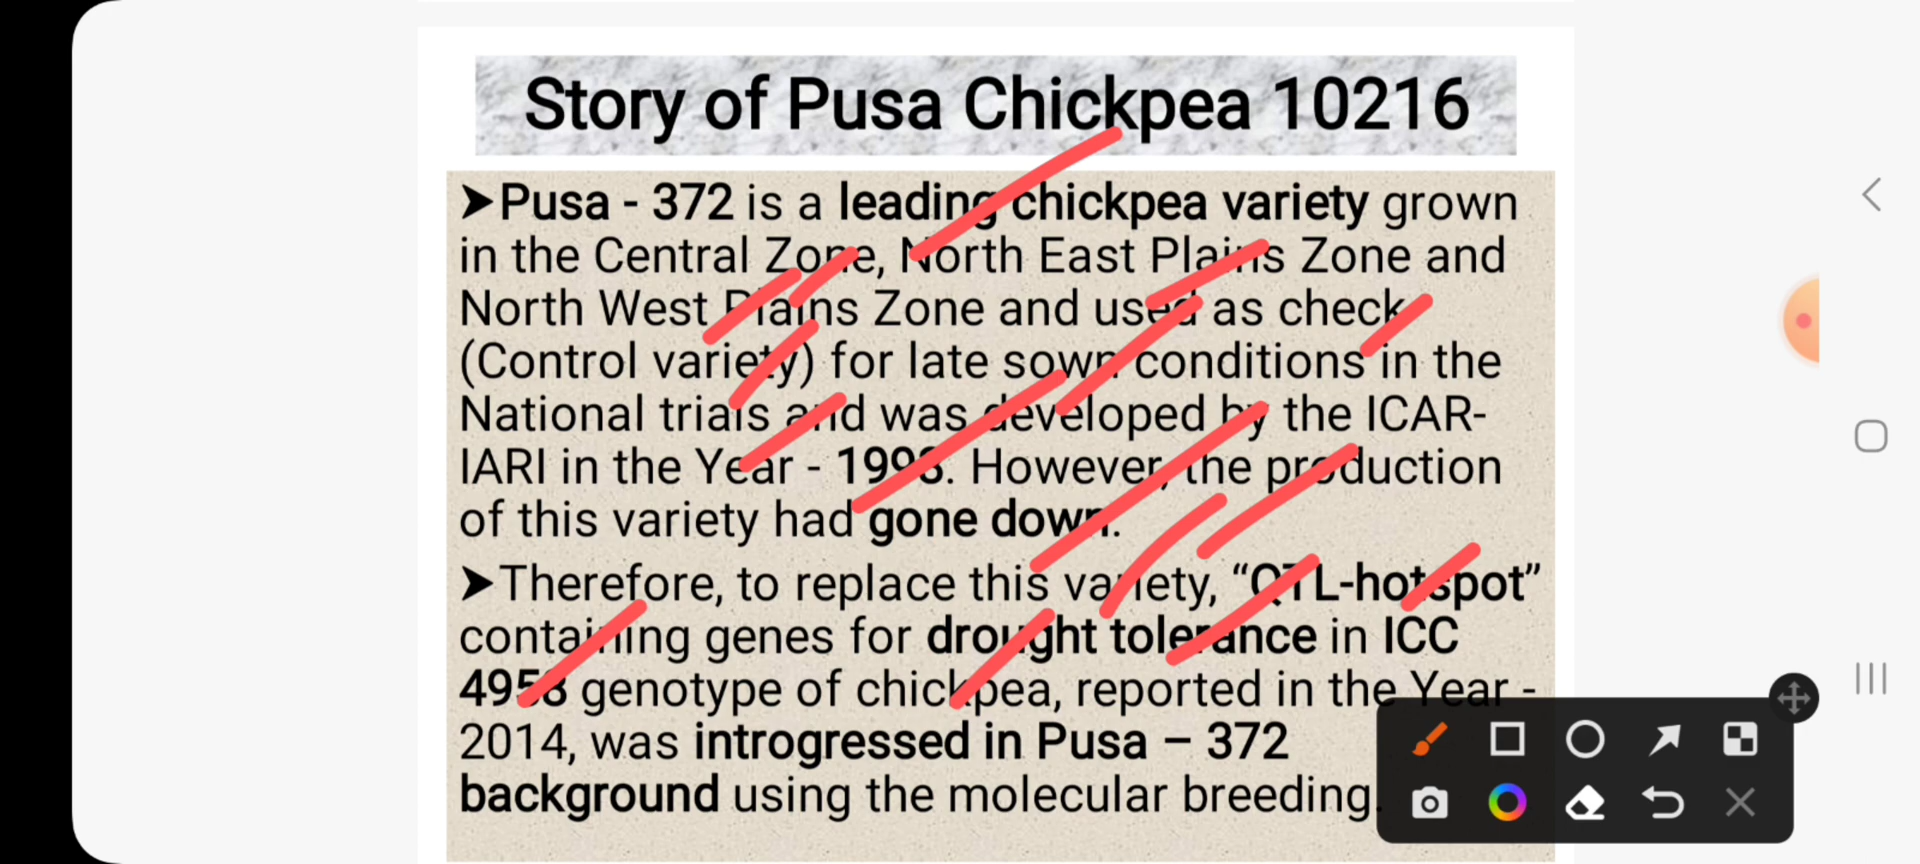 Story of Pusa Chickpea 10216
➤Pusa - 372 is a leading chickpea variety grown
in the Central Zone, North East Plains Zone and
North West Plains Zone and used as check
(Control variety) for late sown conditions in the
National trials and was developed by the ICAR-
IARI in the Year - 1993. However, the production
of this variety had gone down.
➤Therefore, to replace this variety, “QTL-hotspot”
containing genes for drought tolerance in ICC
4958 genotype of chickpea, reported in the Year -
2014, was introgressed in Pusa – 372
background using the molecular breeding.